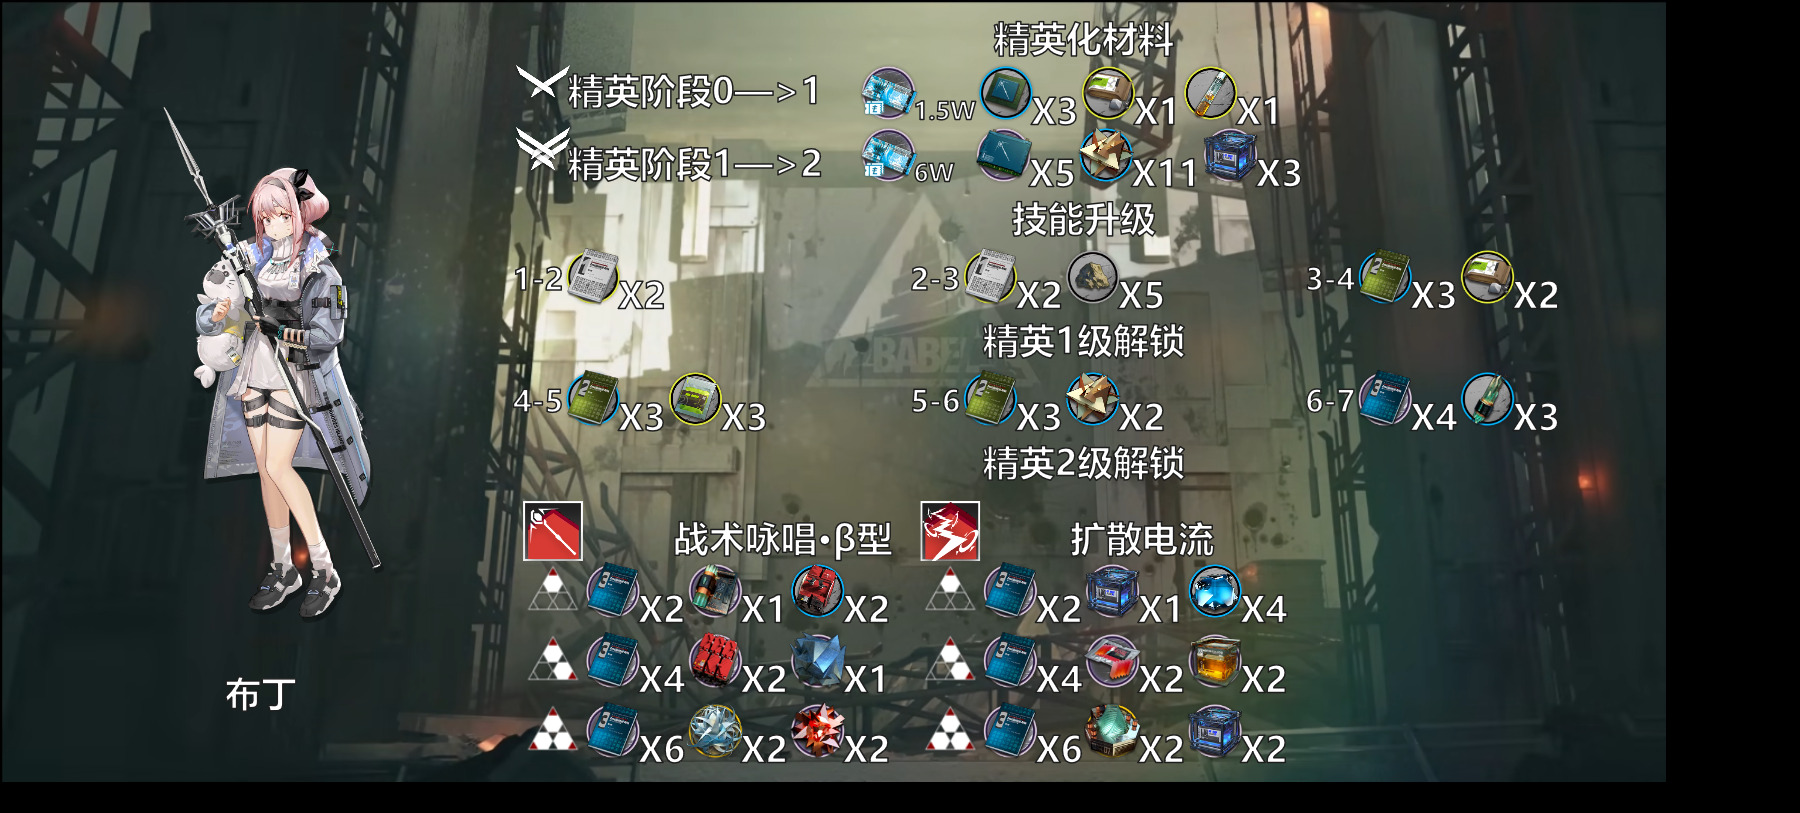 精英化材料
精英阶段0—>1 1.5W X3 X1 X1
精英阶段1—>2 6W X5 X11 X3
技能升级
1-2 X2 2-3 X2 X5 3-4 X3 X2
精英1级解锁
4-5 X3 X3 5-6 X3 X2 6-7 X4 X3
精英2级解锁
战术咏唱·β型 扩散电流
X2 X1 X2 X2 X1 X4
X4 X2 X1 X4 X2 X2
X6 X2 X2 X6 X2 X2
布丁